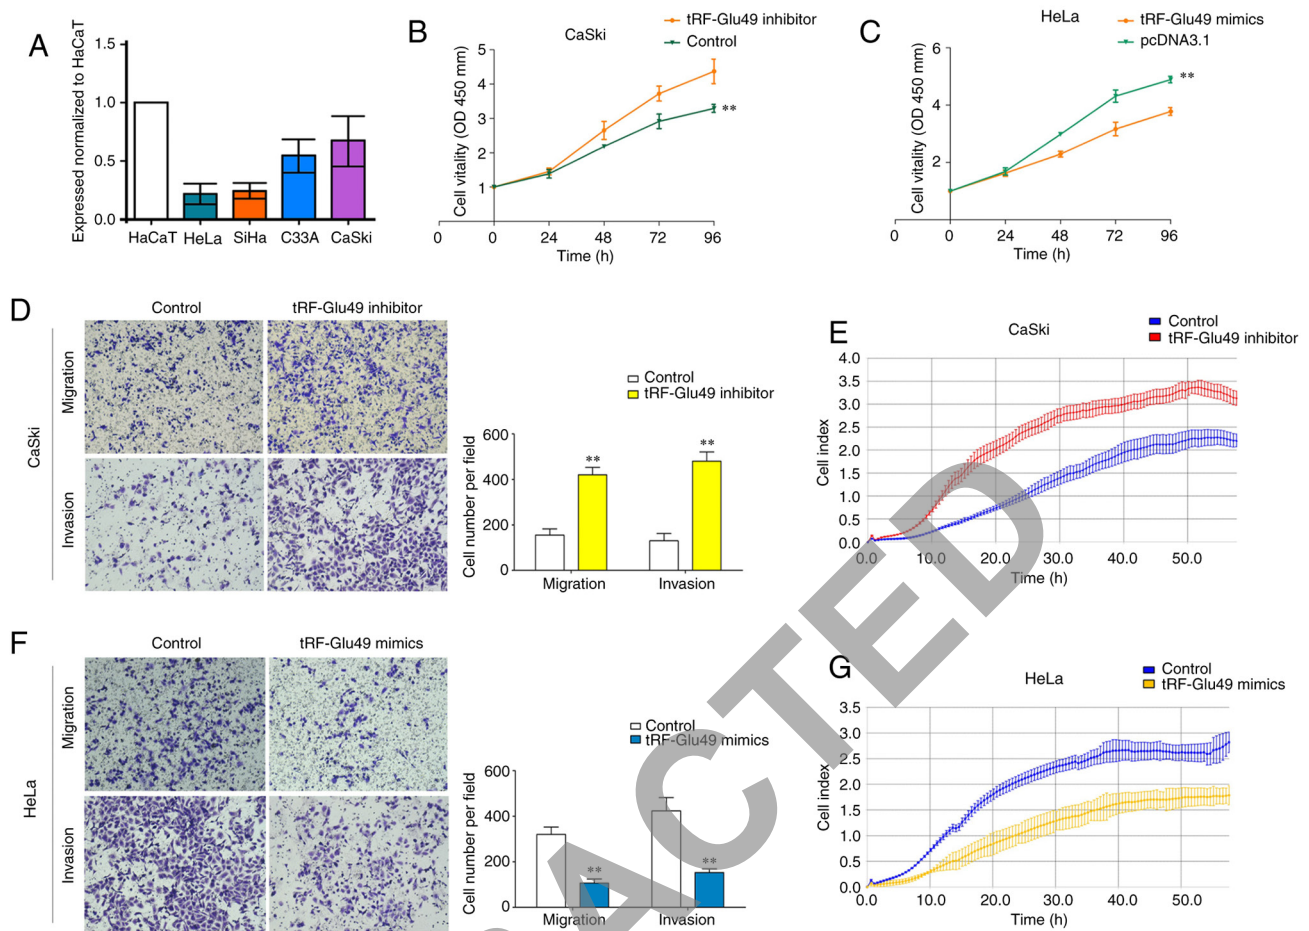 A
Expressed normalized to HaCaT
1.5
1.0
0.5
0.0
HaCaT HeLa SiHa C33A CaSki
B
CaSki
tRF-Glu49 inhibitor
Control
Cell vitality (OD 450 mm)
5
4
3
2
1
**
0 0 24 48 72 96
Time (h)
C
HeLa
tRF-Glu49 mimics
pcDNA3.1
Cell vitality (OD 450 mm)
6
4
2
**
0 0 24 48 72 96
Time (h)
D
Control tRF-Glu49 inhibitor
CaSki
Migration
Invasion
Control
tRF-Glu49 inhibitor
Cell number per field
600
400
200
0
** **
Migration Invasion
E
CaSki
Control
tRF-Glu49 inhibitor
Cell index
4.0
3.5
3.0
2.5
2.0
1.5
1.0
0.5
0.0
0.0 10.0 20.0 30.0 40.0 50.0
Time (h)
F
Control tRF-Glu49 mimics
HeLa
Migration
Invasion
Control
tRF-Glu49 mimics
Cell number per field
600
400
200
0
** **
Migration Invasion
G
HeLa
Control
tRF-Glu49 mimics
Cell index
3.5
3.0
2.5
2.0
1.5
1.0
0.5
0.0
0.0 10.0 20.0 30.0 40.0 50.0
Time (h)
ACTED